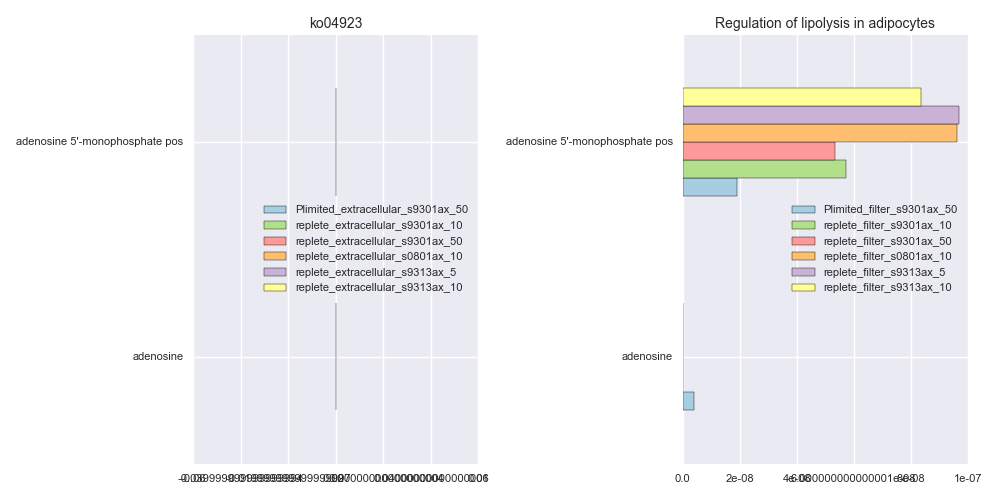 ko04923
adenosine 5'-monophosphate pos
Plimited_extracellular_s9301ax_50
replete_extracellular_s9301ax_10
replete_extracellular_s9301ax_50
replete_extracellular_s0801ax_10
replete_extracellular_s9313ax_5
replete_extracellular_s9313ax_10
adenosine
Regulation of lipolysis in adipocytes
adenosine 5'-monophosphate pos
Plimited_filter_s9301ax_50
replete_filter_s9301ax_10
replete_filter_s9301ax_50
replete_filter_s0801ax_10
replete_filter_s9313ax_5
replete_filter_s9313ax_10
adenosine
0.0 2e-08 1e-07